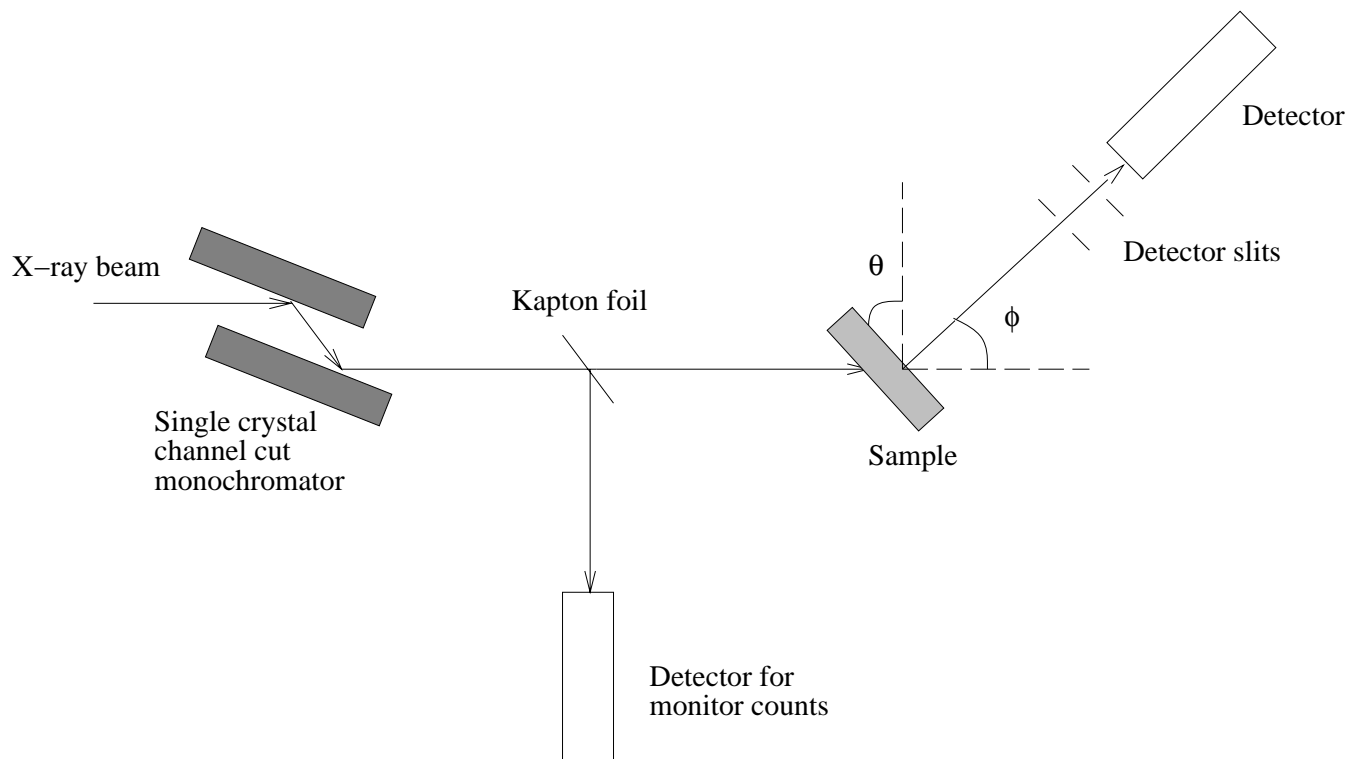 Detector
Detector slits
X−ray beam
θ
Kapton foil
ϕ
Single crystal
channel cut
monochromator
Sample
Detector for
monitor counts